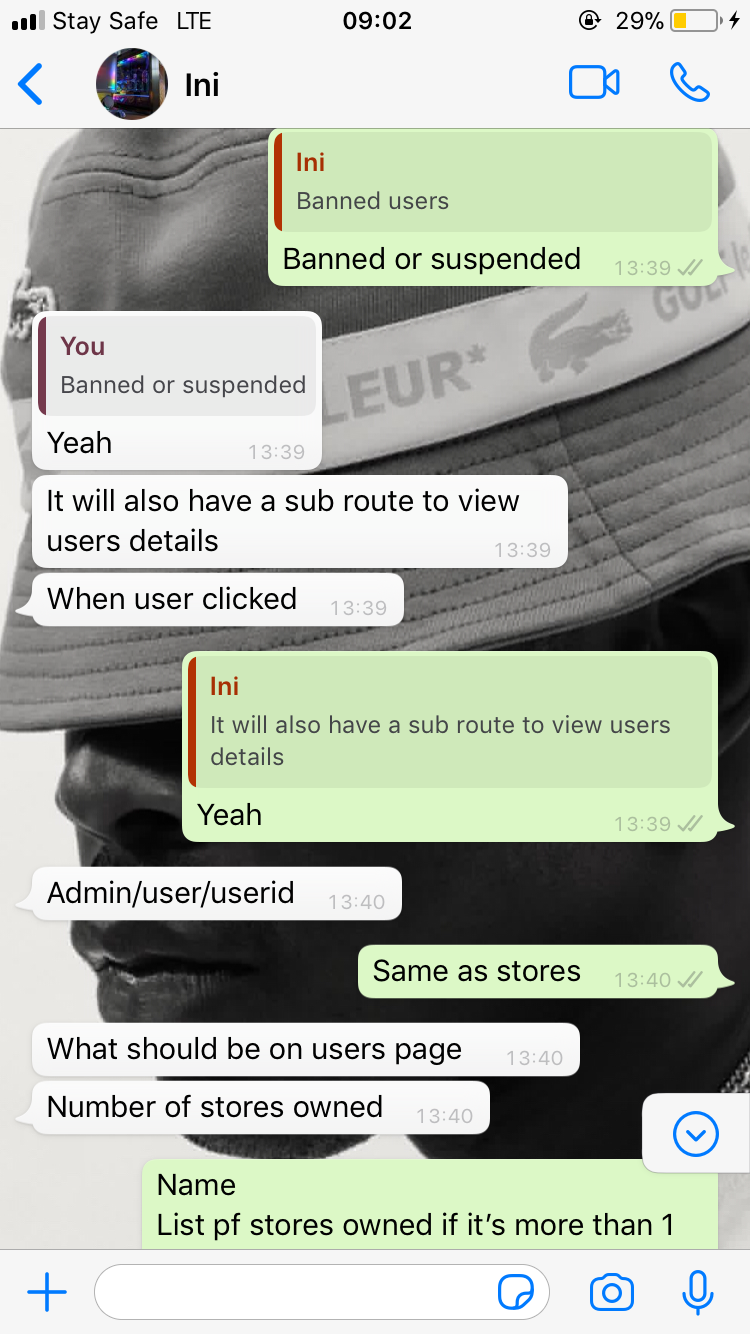 Stay Safe LTE 09:02 29%
Ini
Ini
Banned users
Banned or suspended 13:39
LEUR*
GOLF le
You
Banned or suspended
Yeah 13:39
It will also have a sub route to view
users details 13:39
When user clicked 13:39
Ini
It will also have a sub route to view users
details
Yeah 13:39
Admin/user/userid 13:40
Same as stores 13:40
What should be on users page 13:40
Number of stores owned 13:40
Name
List pf stores owned if it’s more than 1